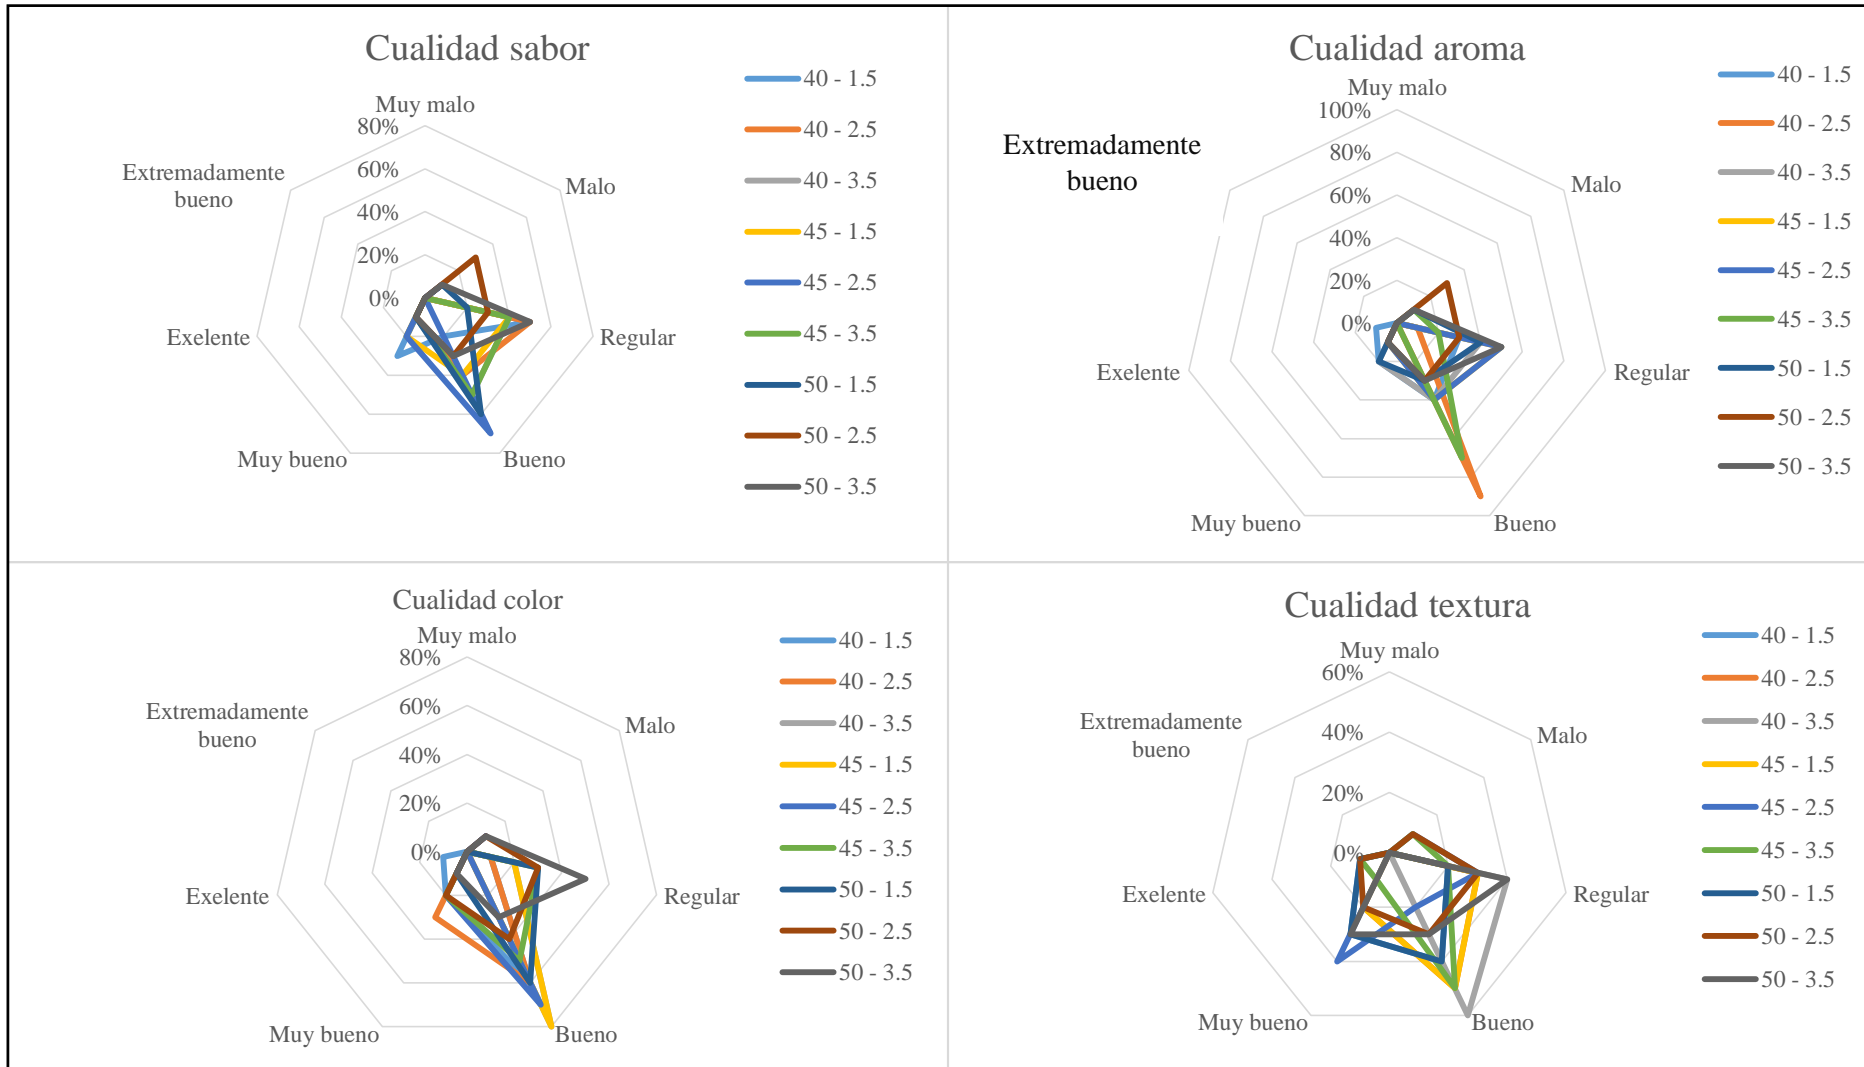 Cualidad sabor
Muy malo
80%
60%
40%
20%
0%
Malo
Regular
Bueno
Muy bueno
Exelente
Extremadamente
bueno
40 - 1.5
40 - 2.5
40 - 3.5
45 - 1.5
45 - 2.5
45 - 3.5
50 - 1.5
50 - 2.5
50 - 3.5
Cualidad aroma
Muy malo
100%
80%
60%
40%
20%
0%
Malo
Regular
Bueno
Muy bueno
Exelente
Extremadamente
bueno
40 - 1.5
40 - 2.5
40 - 3.5
45 - 1.5
45 - 2.5
45 - 3.5
50 - 1.5
50 - 2.5
50 - 3.5
Cualidad color
Muy malo
80%
60%
40%
20%
0%
Malo
Regular
Bueno
Muy bueno
Exelente
Extremadamente
bueno
40 - 1.5
40 - 2.5
40 - 3.5
45 - 1.5
45 - 2.5
45 - 3.5
50 - 1.5
50 - 2.5
50 - 3.5
Cualidad textura
Muy malo
60%
40%
20%
0%
Malo
Regular
Bueno
Muy bueno
Exelente
Extremadamente
bueno
40 - 1.5
40 - 2.5
40 - 3.5
45 - 1.5
45 - 2.5
45 - 3.5
50 - 1.5
50 - 2.5
50 - 3.5